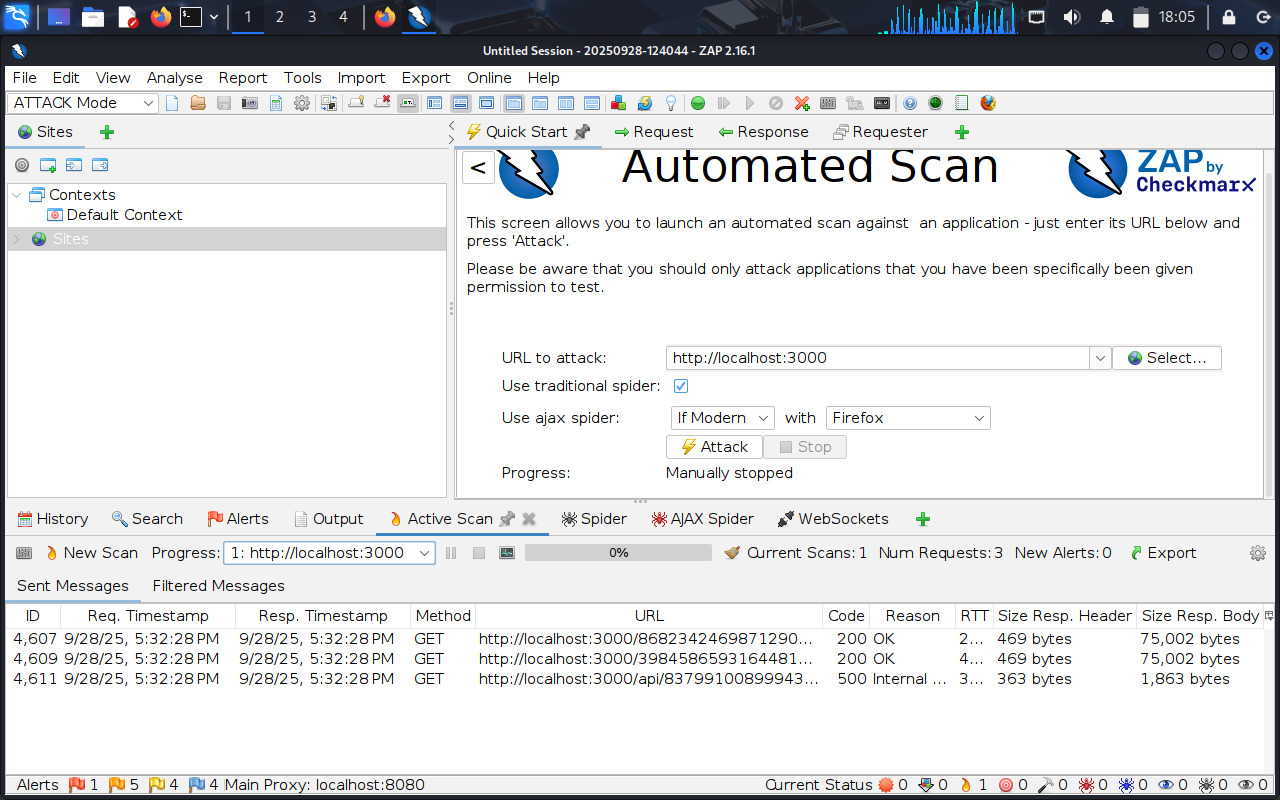 1 2 3 4 18:05
Untitled Session - 20250928-124044 - ZAP 2.16.1
File Edit View Analyse Report Tools Import Export Online Help
ATTACK Mode
Sites
Quick Start Request Response Requester
Contexts
Default Context
Sites
< Automated Scan ZAP by Checkmarx
This screen allows you to launch an automated scan against an application - just enter its URL below and
press 'Attack'.
Please be aware that you should only attack applications that you have been specifically been given
permission to test.
URL to attack: http://localhost:3000 Select...
Use traditional spider:
Use ajax spider: If Modern with Firefox
Attack Stop
Progress: Manually stopped
History Search Alerts Output Active Scan Spider AJAX Spider WebSockets
New Scan Progress: 1: http://localhost:3000 0% Current Scans: 1 Num Requests: 3 New Alerts: 0 Export
Sent Messages Filtered Messages
ID Req. Timestamp Resp. Timestamp Method URL Code Reason RTT Size Resp. Header Size Resp. Body
4,607 9/28/25, 5:32:28 PM 9/28/25, 5:32:28 PM GET http://localhost:3000/8682342469871290... 200 OK 2... 469 bytes 75,002 bytes
4,609 9/28/25, 5:32:28 PM 9/28/25, 5:32:28 PM GET http://localhost:3000/3984586593164481... 200 OK 4... 469 bytes 75,002 bytes
4,611 9/28/25, 5:32:28 PM 9/28/25, 5:32:28 PM GET http://localhost:3000/api/83799100899943... 500 Internal ... 3... 363 bytes 1,863 bytes
Alerts 1 5 4 4 Main Proxy: localhost:8080 Current Status 0 0 1 0 0 0 0 0 0 0